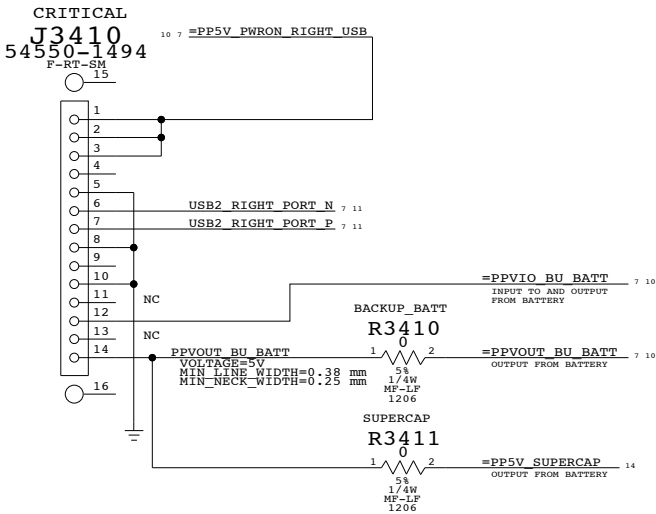 CRITICAL
J3410
54550-1494
F-RT-SM
15
10 7 =PP5V_PWRON_RIGHT_USB
1
2
3
4
5
6 USB2_RIGHT_PORT_N 7 11
7 USB2_RIGHT_PORT_P 7 11
8
9
10
11 NC
12
13 NC
14
16
=PPVIO_BU_BATT 7 10
INPUT TO AND OUTPUT
FROM BATTERY
BACKUP_BATT
R3410
0
PPVOUT_BU_BATT
VOLTAGE=5V
MIN_LINE_WIDTH=0.38 mm
MIN_NECK_WIDTH=0.25 mm
1 2
5%
1/4W
MF-LF
1206
=PPVOUT_BU_BATT 7 10
OUTPUT FROM BATTERY
SUPERCAP
R3411
0
1 2
5%
1/4W
MF-LF
1206
=PP5V_SUPERCAP 14
OUTPUT FROM BATTERY